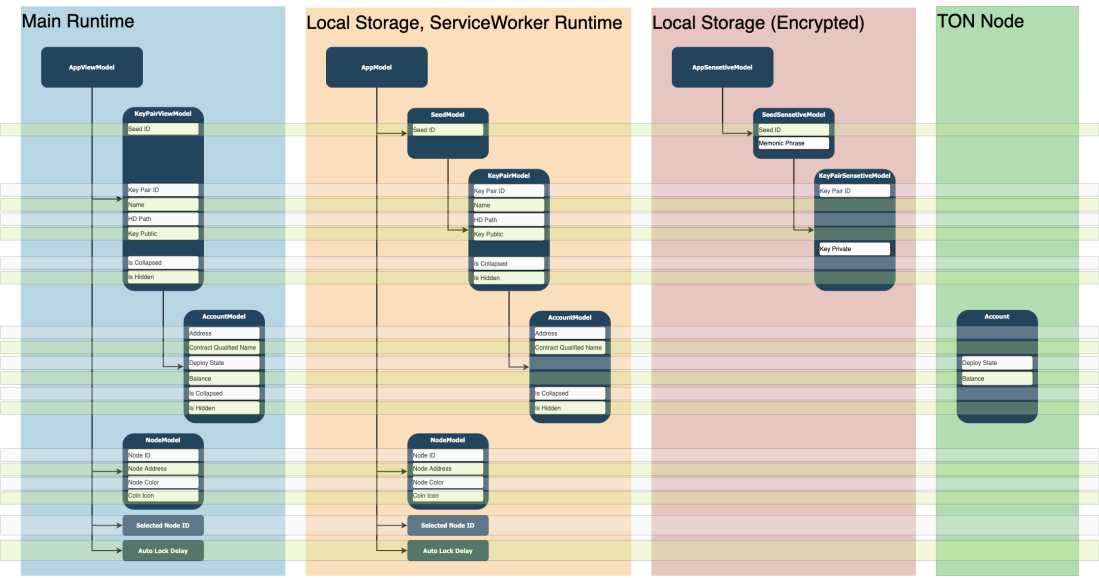 Main Runtime
AppViewModel
KeyPairViewModel
Seed ID
Key Pair ID
Name
HD Path
Key Public
Is Collapsed
Is Hidden
AccountModel
Address
Contract Qualified Name
Deploy State
Balance
Is Collapsed
Is Hidden
NodeModel
Node ID
Node Address
Node Color
Coin Icon
Selected Node ID
Auto Lock Delay
Local Storage, ServiceWorker Runtime
AppModel
SeedModel
Seed ID
KeyPairModel
Key Pair ID
Name
HD Path
Key Public
Is Collapsed
Is Hidden
AccountModel
Address
Contract Qualified Name
Is Collapsed
Is Hidden
NodeModel
Node ID
Node Address
Node Color
Coin Icon
Selected Node ID
Auto Lock Delay
Local Storage (Encrypted)
AppSensetiveModel
SeedSensetiveModel
Seed ID
Memonic Phrase
KeyPairSensetiveModel
Key Pair ID
Key Private
TON Node
Account
Deploy State
Balance